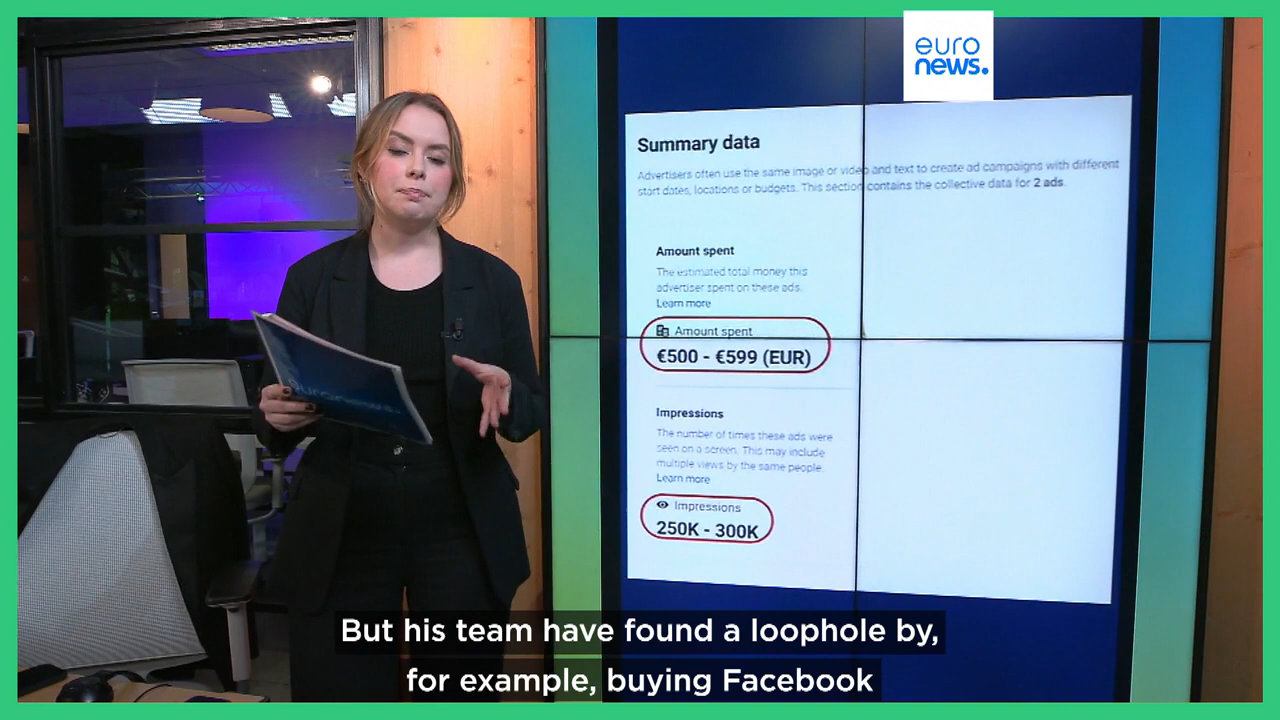 euro
news.
Summary data
Advertisers often use the same image or video and text to create ad campaigns with different
start dates, locations or budgets. This section contains the collective data for 2 ads.
Amount spent
The estimated total money this
advertiser spent on these ads.
Learn more
Amount spent
€500 - €599 (EUR)
Impressions
The number of times these ads were
seen on a screen. This may include
multiple views by the same people.
Learn more
Impressions
250K - 300K
euronews.
But his team have found a loophole by,
for example, buying Facebook